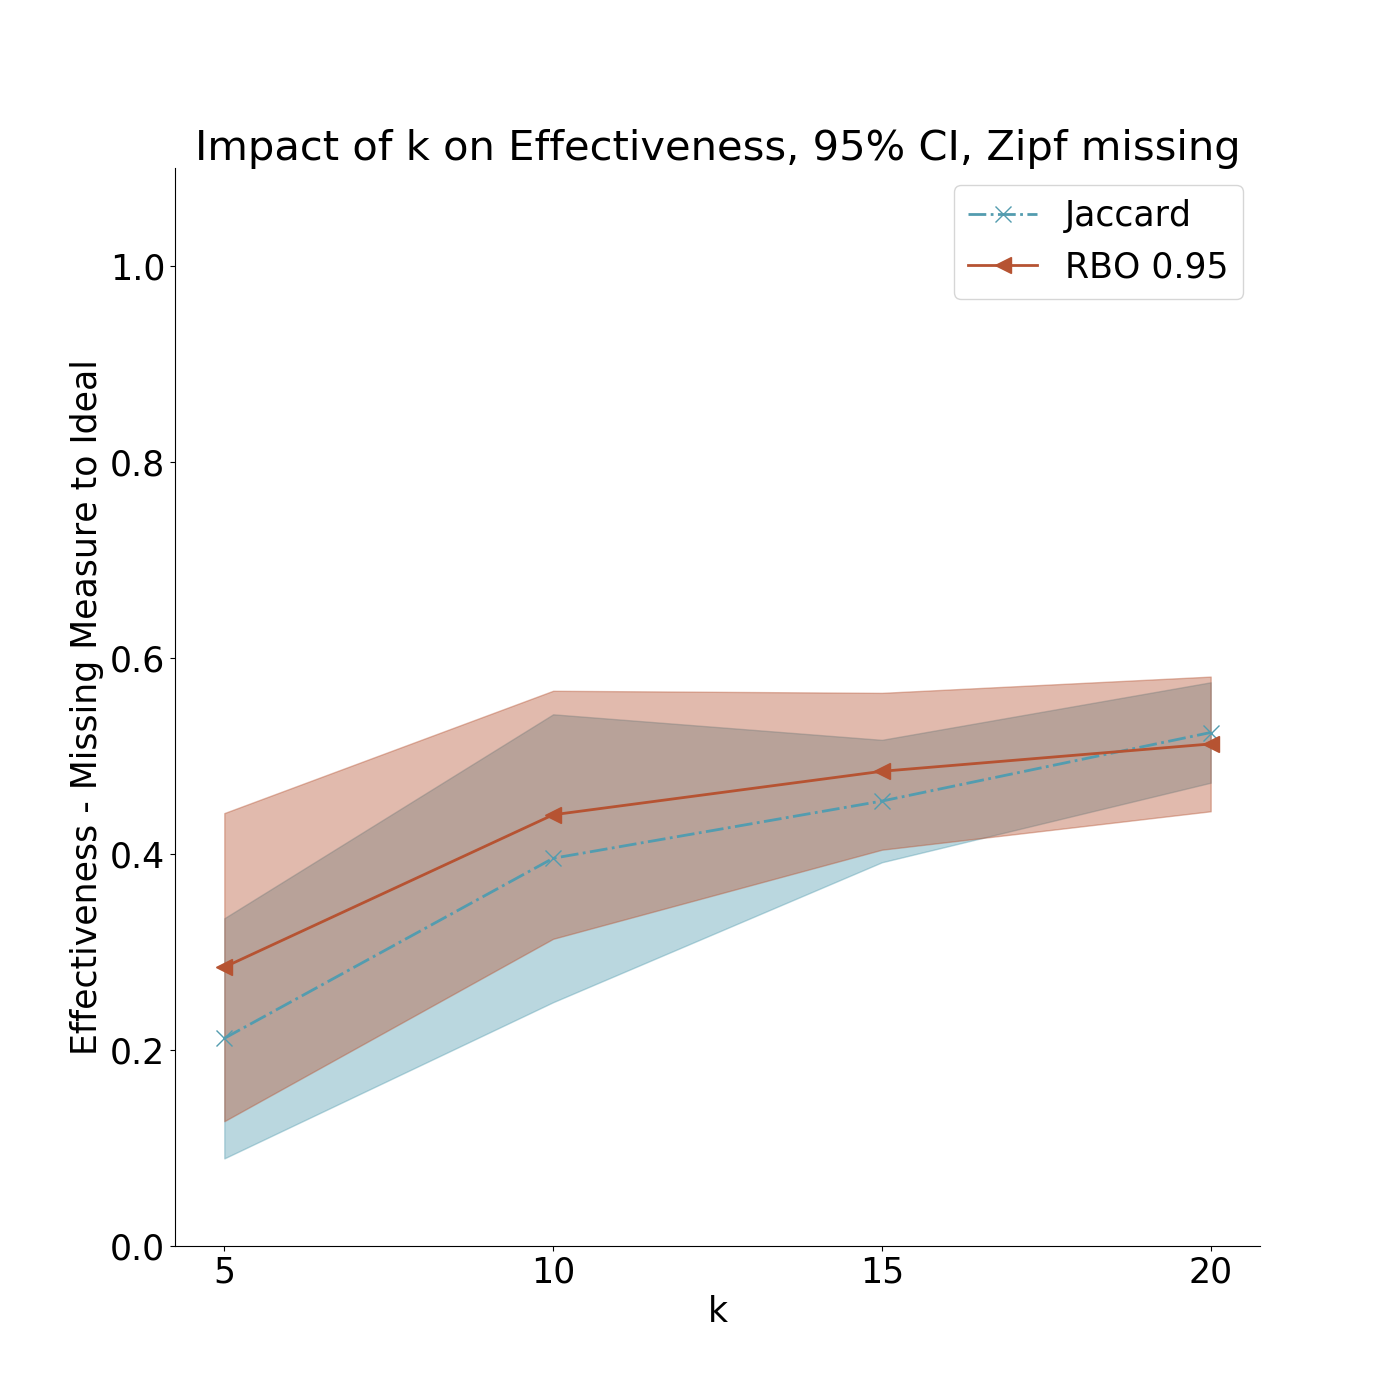 Impact of k on Effectiveness, 95% CI, Zipf missing
Jaccard
RBO 0.95
Effectiveness - Missing Measure to Ideal
1.0
0.8
0.6
0.4
0.2
0.0
5 10 15 20
k